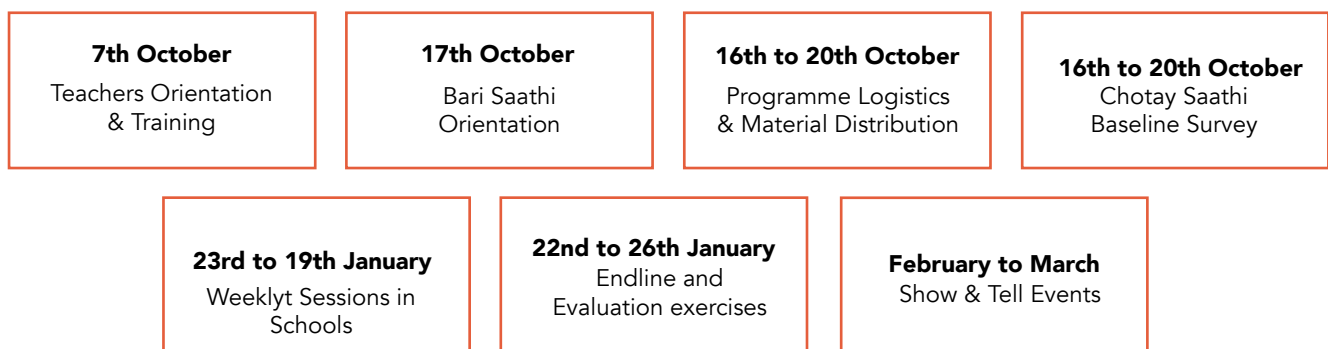 7th October
Teachers Orientation
& Training
17th October
Bari Saathi
Orientation
16th to 20th October
Programme Logistics
& Material Distribution
16th to 20th October
Chotay Saathi
Baseline Survey
23rd to 19th January
Weeklyt Sessions in
Schools
22nd to 26th January
Endline and
Evaluation exercises
February to March
Show & Tell Events